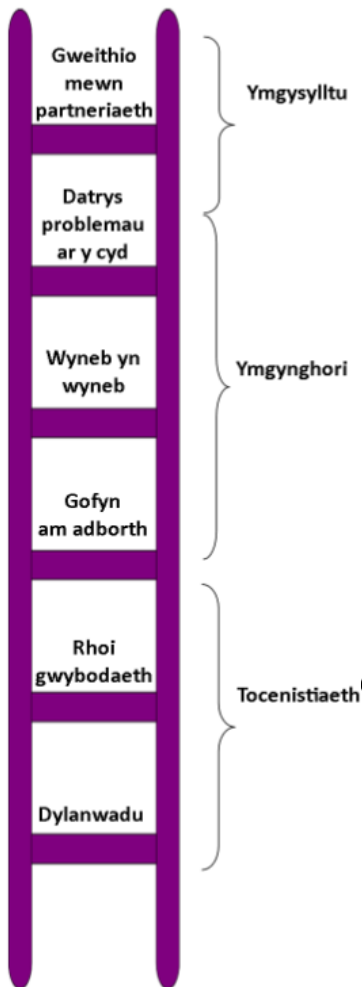 Gweithio
mewn
partneriaeth
Ymgysylltu
Datrys
problemau
ar y cyd
Wyneb yn
wyneb
Ymgynghori
Gofyn
am adborth
Rhoi
gwybodaeth
Tocenistiaeth
Dylanwadu